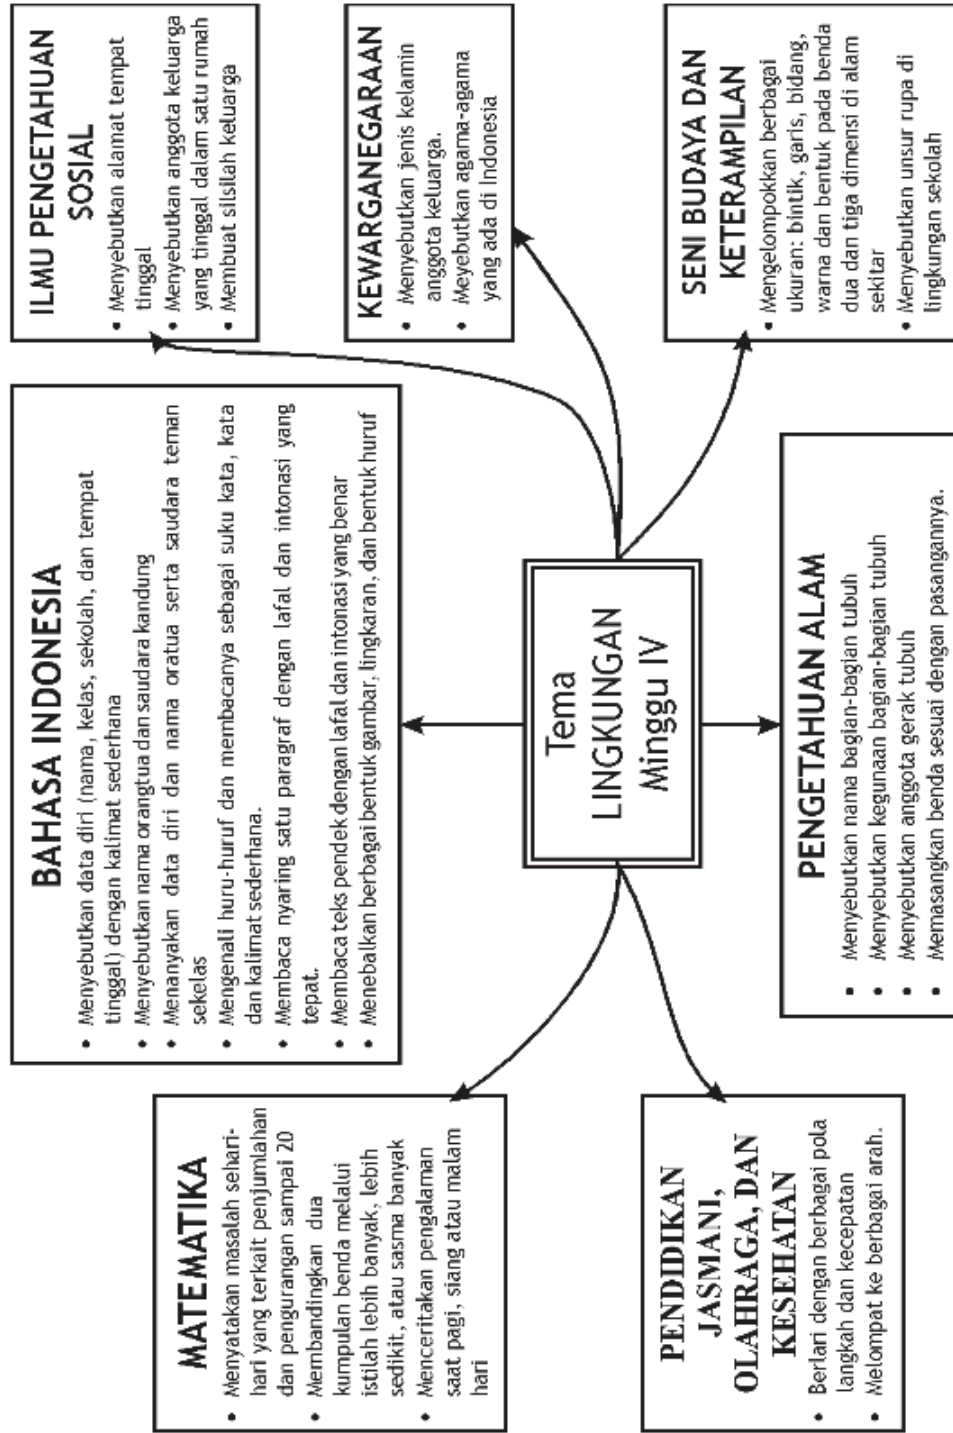 BAHASA INDONESIA
• Menyebutkan data diri (nama, kelas, sekolah, dan tempat
tinggal) dengan kalimat sederhana
• Menyebutkan nama orangtua dan saudara kandung
• Menanyakan data diri dan nama oratua serta saudara teman
sekelas
• Mengenali huru-huruf dan membacanya sebagai suku kata, kata
dan kalimat sederhana.
• Membaca nyaring satu paragraf dengan lafal dan intonasi yang
tepat.
• Membaca teks pendek dengan lafal dan intonasi yang benar
• Menebalkan berbagai bentuk gambar, lingkaran, dan bentuk huruf
ILMU PENGETAHUAN
SOSIAL
• Menyebutkan alamat tempat
tinggal
• Menyebutkan anggota keluarga
yang tinggal dalam satu rumah
• Membuat silsilah keluarga
MATEMATIKA
• Menyatakan masalah sehari-
hari yang terkait penjumlahan
dan pengurangan sampai 20
• Membandingkan dua
kumpulan benda melalui
istilah lebih banyak, lebih
sedikit, atau sasma banyak
• Menceritakan pengalaman
saat pagi, siang atau malam
hari
Tema
LINGKUNGAN
Minggu IV
KEWARGANEGARAAN
• Menyebutkan jenis kelamin
anggota keluarga.
• Meyebutkan agama-agama
yang ada di Indonesia
PENDIDIKAN
JASMANI,
OLAHRAGA, DAN
KESEHATAN
• Berlari dengan berbagai pola
langkah dan kecepatan
• Melompat ke berbagai arah.
PENGETAHUAN ALAM
• Menyebutkan nama bagian-bagian tubuh
• Menyebutkan kegunaan bagian-bagian tubuh
• Menyebutkan anggota gerak tubuh
• Memasangkan benda sesuai dengan pasangannya.
SENI BUDAYA DAN
KETERAMPILAN
• Mengelompokkan berbagai
ukuran: bintik, garis, bidang,
warna dan bentuk pada benda
dua dan tiga dimensi di alam
sekitar
• Menyebutkan unsur rupa di
lingkungan sekolah